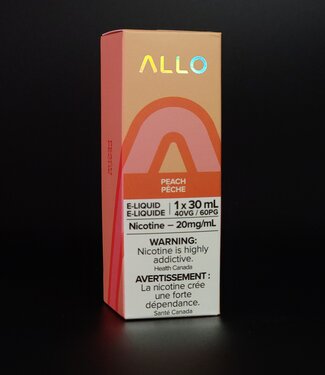 ALLO
PEACH
PÊCHE
E-LIQUID
E-LIQUIDE
1 x 30 mL
40VG / 60PG
Nicotine – 20mg/mL
WARNING:
Nicotine is highly
addictive.
Health Canada
AVERTISSEMENT :
La nicotine crée
une forte
dépendance.
Santé Canada